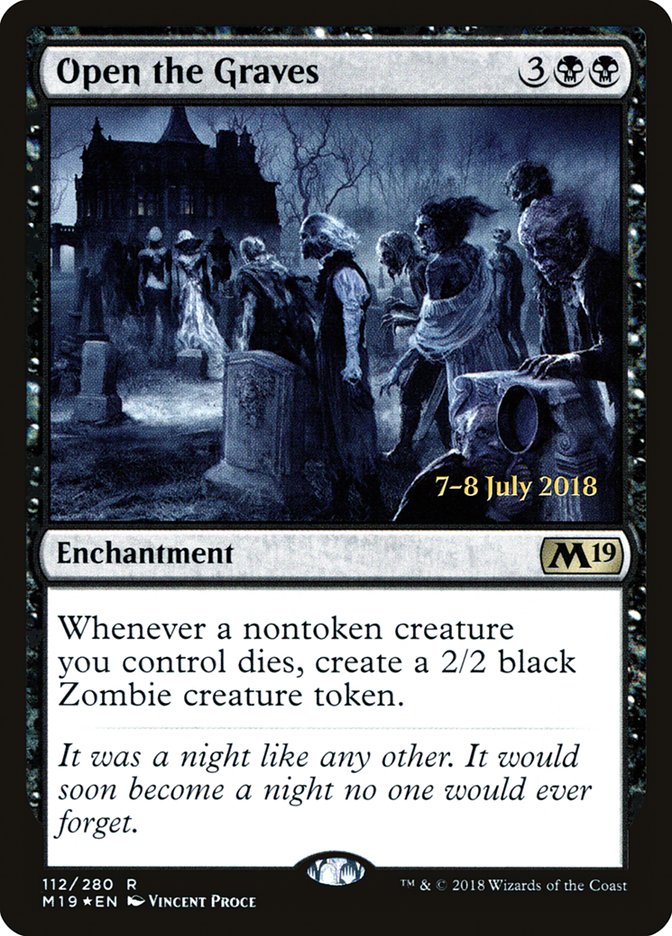 Open the Graves 3
7–8 July 2018
Enchantment M19
Whenever a nontoken creature
you control dies, create a 2/2 black
Zombie creature token.
It was a night like any other. It would
soon become a night no one would ever
forget.
112/280 R
M19★EN Vincent Proce
™ & © 2018 Wizards of the Coast